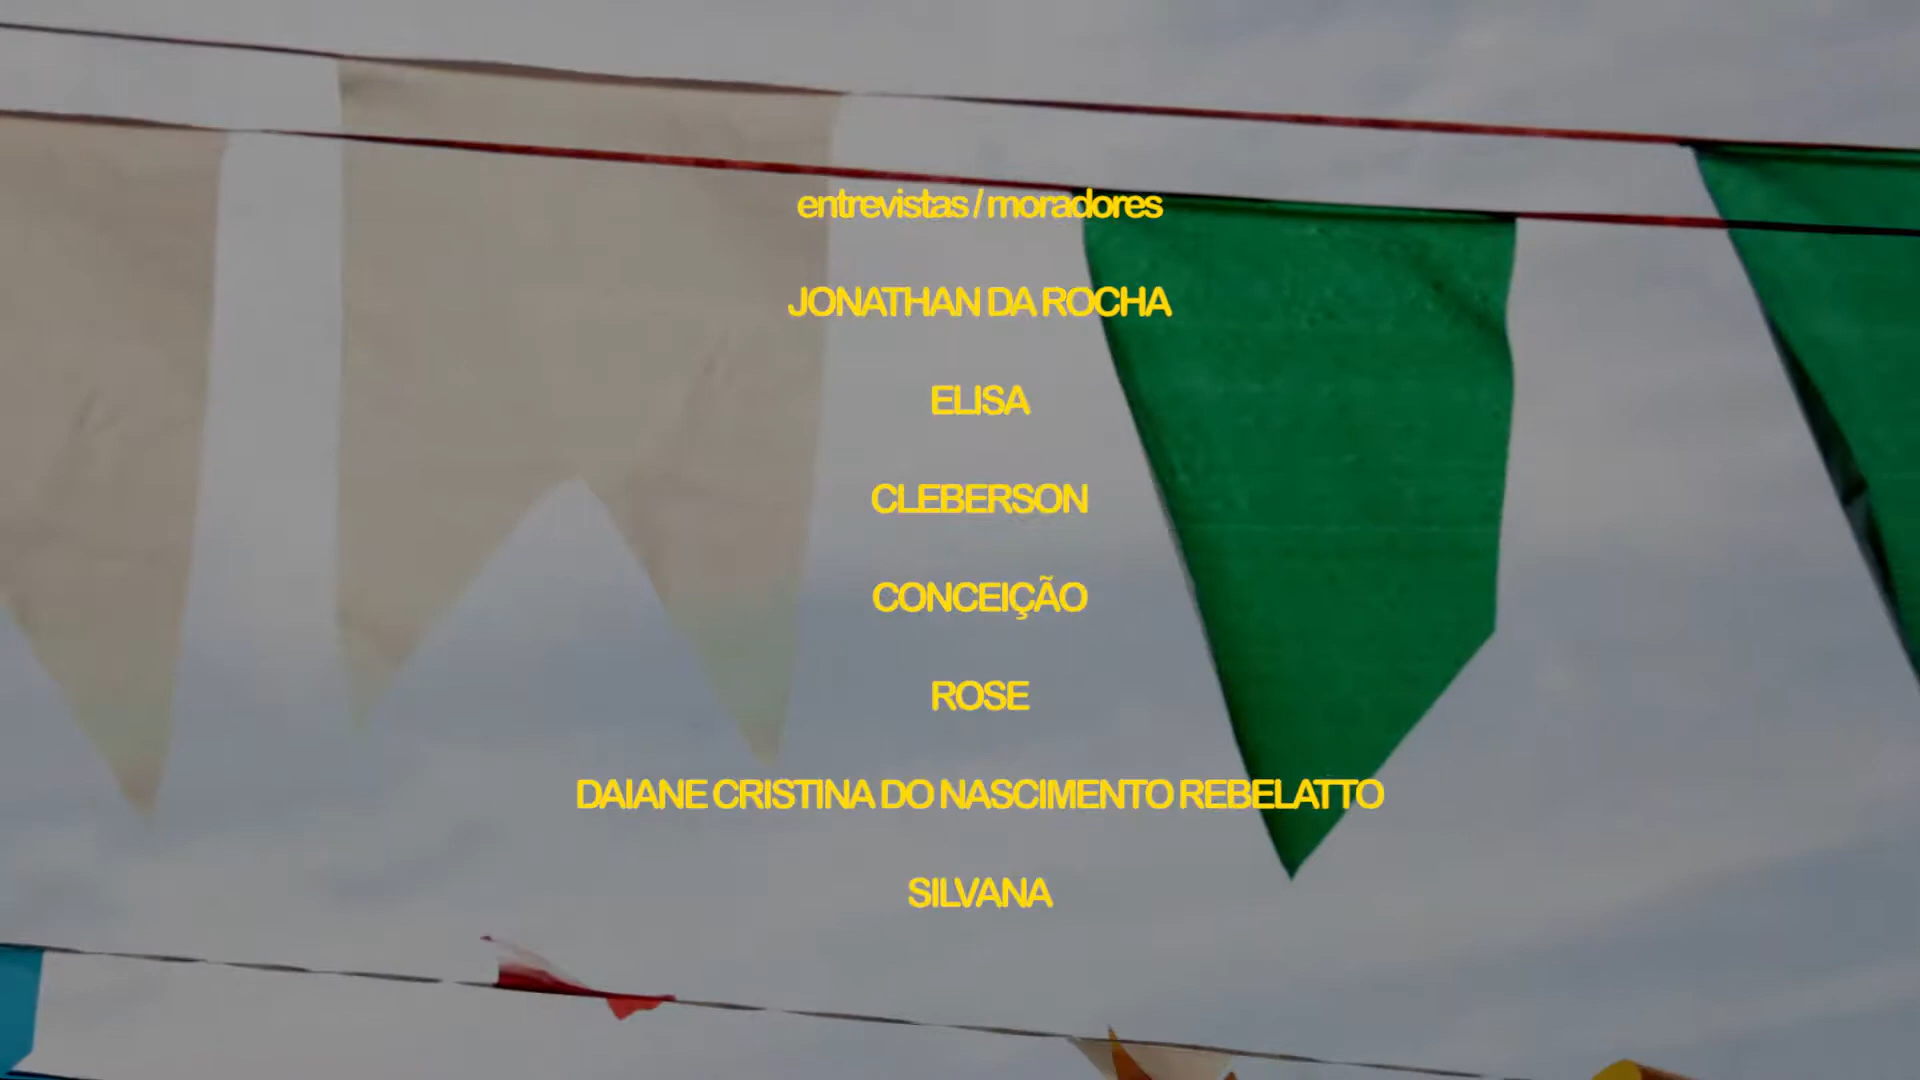 entrevistas / moradores
JONATHAN DA ROCHA
ELISA
CLEBERSON
CONCEIÇÃO
ROSE
DAIANE CRISTINA DO NASCIMENTO REBELATTO
SILVANA